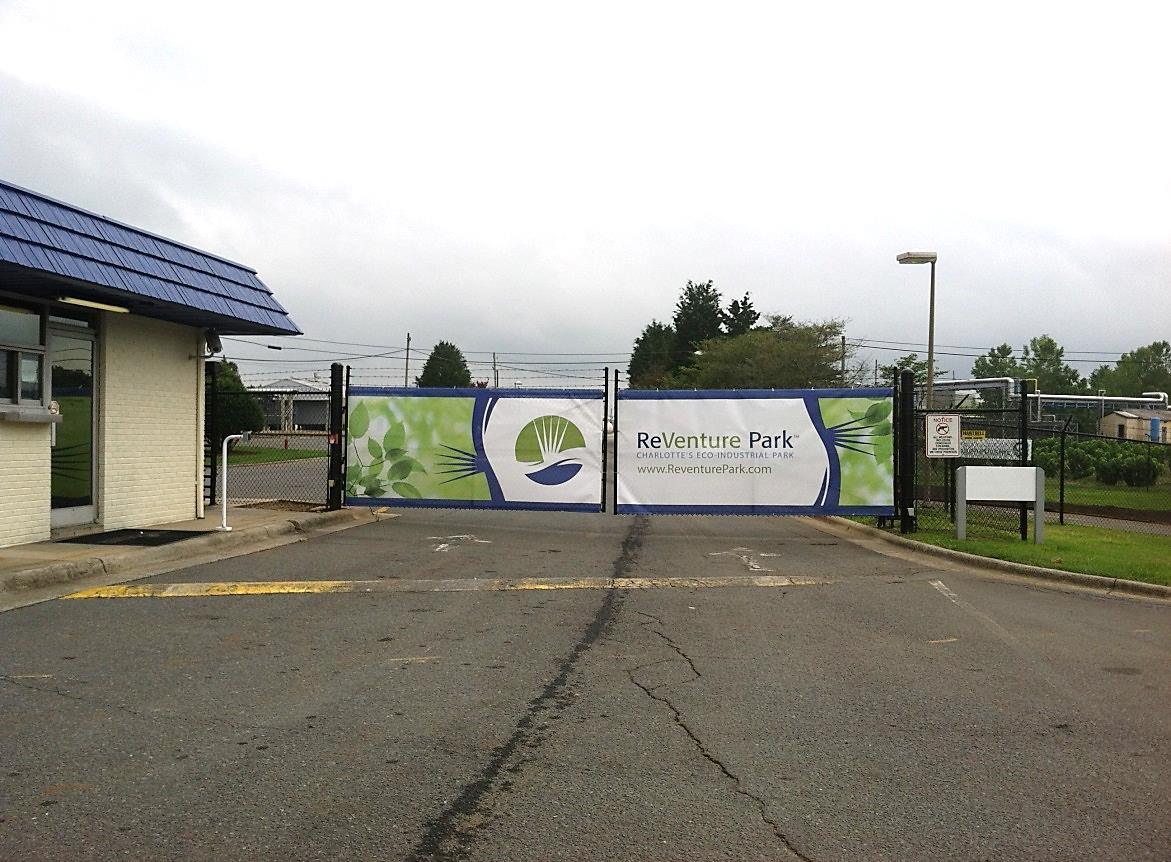 ReVenture Park™
CHARLOTTE'S ECO-INDUSTRIAL PARK
www.ReventurePark.com
NOTICE